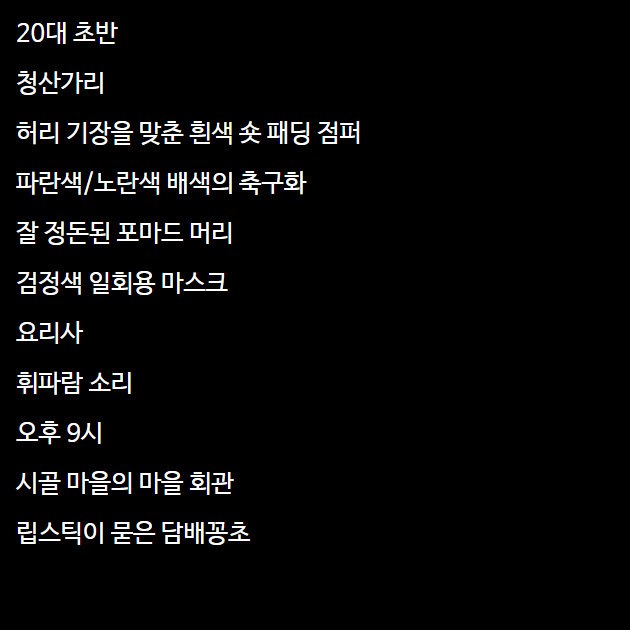 20대 초반
청산가리
허리 기장을 맞춘 흰색 숏 패딩 점퍼
파란색/노란색 배색의 축구화
잘 정돈된 포마드 머리
검정색 일회용 마스크
요리사
휘파람 소리
오후 9시
시골 마을의 마을 회관
립스틱이 묻은 담배꽁초